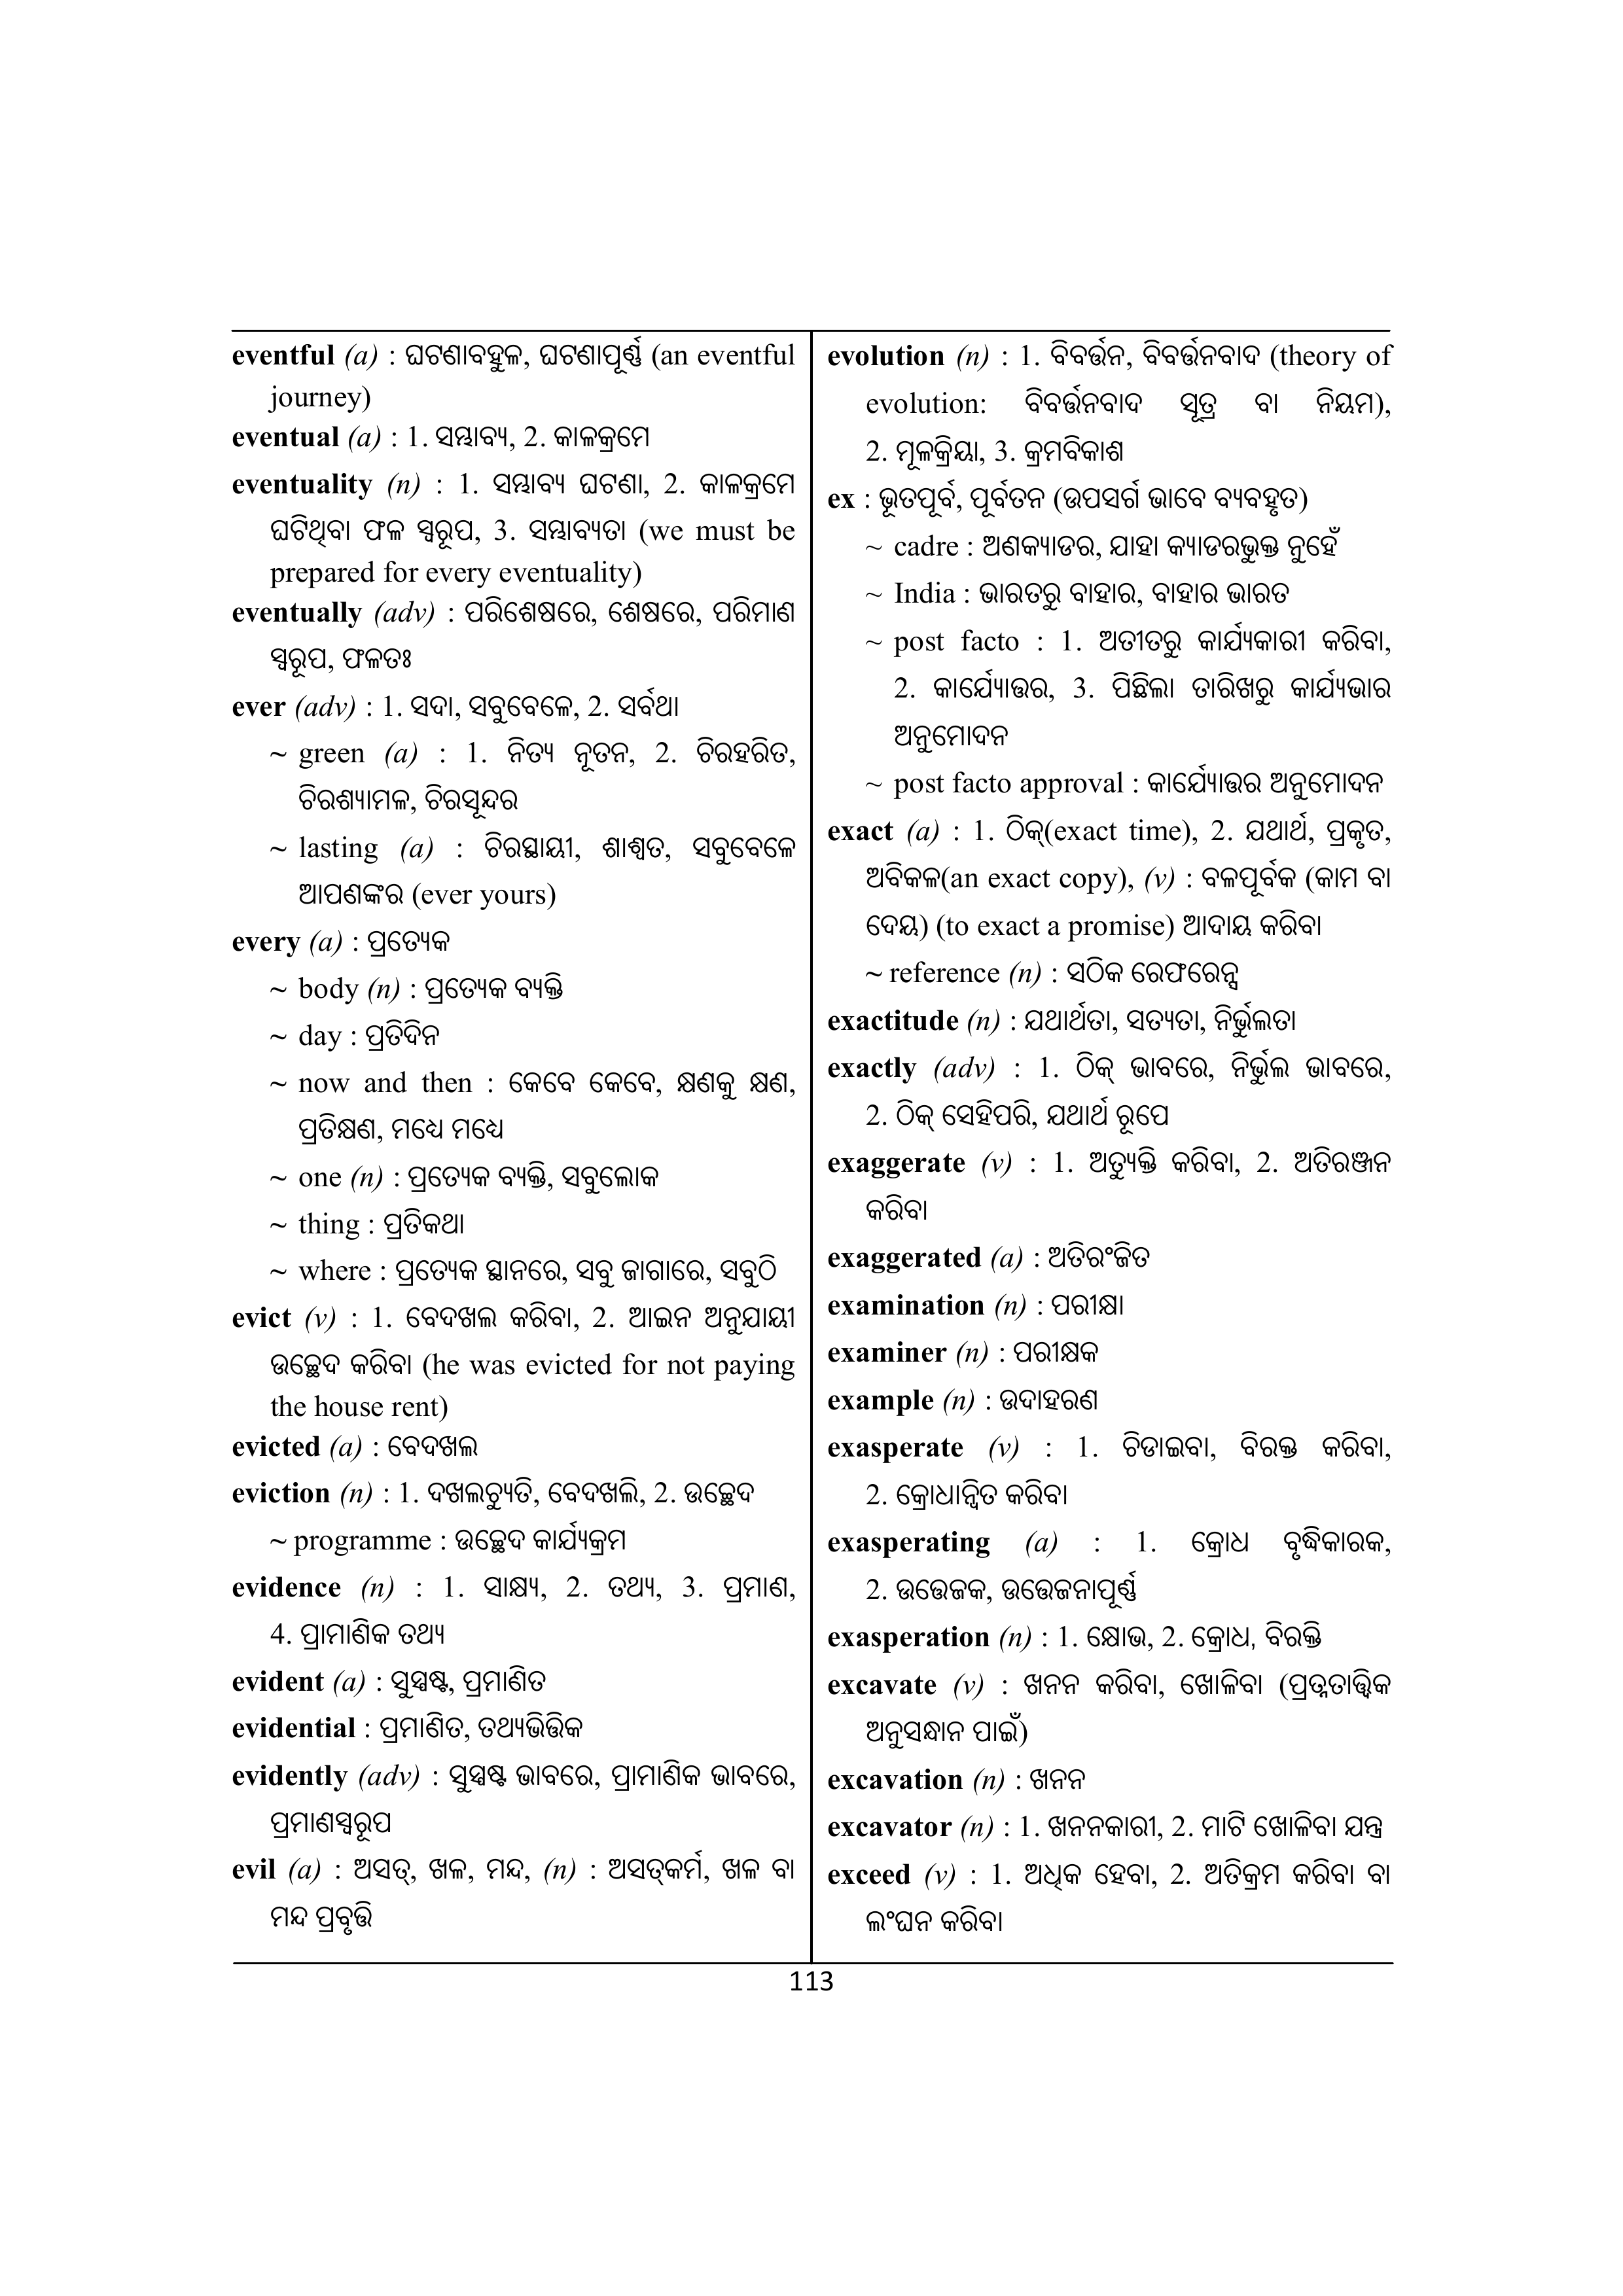 eventful (a) : ଘଟଣାବହୁଳ, ଘଟଣାପୂର୍ଣ୍ଣ (an eventful
journey)
eventual (a) : 1. ସମ୍ଭାବ୍ୟ, 2. କାଳକ୍ରମେ
eventuality (n) : 1. ସମ୍ଭାବ୍ୟ ଘଟଣା, 2. କାଳକ୍ରମେ
ଘଟିଥିବା ଫଳ ସ୍ୱରୂପ, 3. ସମ୍ଭାବ୍ୟତା (we must be
prepared for every eventuality)
eventually (adv) : ପରିଶେଷରେ, ଶେଷରେ, ପରିମାଣ
ସ୍ୱରୂପ, ଫଳତଃ
ever (adv) : 1. ସଦା, ସବୁବେଳେ, 2. ସର୍ବଥା
~ green (a) : 1. ନିତ୍ୟ ନୂତନ, 2. ଚିରହରିତ,
ଚିରଶ୍ୟାମଳ, ଚିରସୂନ୍ଦର
~ lasting (a) : ଚିରସ୍ଥାୟୀ, ଶାଶ୍ୱତ, ସବୁବେଳେ
ଆପଣଙ୍କର (ever yours)
every (a) : ପ୍ରତ୍ୟେକ
~ body (n) : ପ୍ରତ୍ୟେକ ବ୍ୟକ୍ତି
~ day : ପ୍ରତିଦିନ
~ now and then : କେବେ କେବେ, କ୍ଷଣକୁ କ୍ଷଣ,
ପ୍ରତିକ୍ଷଣ, ମଧ୍ୟେ ମଧ୍ୟେ
~ one (n) : ପ୍ରତ୍ୟେକ ବ୍ୟକ୍ତି, ସବୁଲୋକ
~ thing : ପ୍ରତିକଥା
~ where : ପ୍ରତ୍ୟେକ ସ୍ଥାନରେ, ସବୁ ଜାଗାରେ, ସବୁଠି
evict (v) : 1. ବେଦଖଲ କରିବା, 2. ଆଇନ ଅନୁଯାୟୀ
ଉଚ୍ଛେଦ କରିବା (he was evicted for not paying
the house rent)
evicted (a) : ବେଦଖଲ
eviction (n) : 1. ଦଖଲଚ୍ୟୁତି, ବେଦଖଲି, 2. ଉଚ୍ଛେଦ
~ programme : ଉଚ୍ଛେଦ କାର୍ଯ୍ୟକ୍ରମ
evidence (n) : 1. ସାକ୍ଷ୍ୟ, 2. ତଥ୍ୟ, 3. ପ୍ରମାଣ,
4. ପ୍ରାମାଣିକ ତଥ୍ୟ
evident (a) : ସୁସ୍ପଷ୍ଟ, ପ୍ରମାଣିତ
evidential : ପ୍ରମାଣିତ, ତଥ୍ୟଭିତ୍ତିକ
evidently (adv) : ସୁସ୍ପଷ୍ଟ ଭାବରେ, ପ୍ରାମାଣିକ ଭାବରେ,
ପ୍ରମାଣସ୍ୱରୂପ
evil (a) : ଅସତ୍, ଖଳ, ମନ୍ଦ, (n) : ଅସତ୍‌କର୍ମ, ଖଳ ବା
ମନ୍ଦ ପ୍ରବୃତ୍ତି
evolution (n) : 1. ବିବର୍ତ୍ତନ, ବିବର୍ତ୍ତନବାଦ (theory of
evolution: ବିବର୍ତ୍ତନବାଦ ସୂତ୍ର ବା ନିୟମ),
2. ମୂଳକ୍ରିୟା, 3. କ୍ରମବିକାଶ
ex : ଭୂତପୂର୍ବ, ପୂର୍ବତନ (ଉପସର୍ଗ ଭାବେ ବ୍ୟବହୃତ)
~ cadre : ଅଣକ୍ୟାଡର, ଯାହା କ୍ୟାଡରଭୁକ୍ତ ନୁହେଁ
~ India : ଭାରତରୁ ବାହାର, ବାହାର ଭାରତ
~ post facto : 1. ଅତୀତରୁ କାର୍ଯ୍ୟକାରୀ କରିବା,
2. କାର୍ଯ୍ୟୋତ୍ତର, 3. ପିଛିଲା ତାରିଖରୁ କାର୍ଯ୍ୟଭାର
ଅନୁମୋଦନ
~ post facto approval : କାର୍ଯ୍ୟୋତ୍ତର ଅନୁମୋଦନ
exact (a) : 1. ଠିକ୍(exact time), 2. ଯଥାର୍ଥ, ପ୍ରକୃତ,
ଅବିକଳ(an exact copy), (v) : ବଳପୂର୍ବକ (କାମ ବା
ଦେୟ) (to exact a promise) ଆଦାୟ କରିବା
~ reference (n) : ସଠିକ ରେଫରେନ୍ସ
exactitude (n) : ଯଥାର୍ଥତା, ସତ୍ୟତା, ନିର୍ଭୁଲତା
exactly (adv) : 1. ଠିକ୍ ଭାବରେ, ନିର୍ଭୁଲ ଭାବରେ,
2. ଠିକ୍ ସେହିପରି, ଯଥାର୍ଥ ରୂପେ
exaggerate (v) : 1. ଅତ୍ୟୁକ୍ତି କରିବା, 2. ଅତିରଞ୍ଜନ
କରିବା
exaggerated (a) : ଅତିରଂଜିତ
examination (n) : ପରୀକ୍ଷା
examiner (n) : ପରୀକ୍ଷକ
example (n) : ଉଦାହରଣ
exasperate (v) : 1. ଚିଡାଇବା, ବିରକ୍ତ କରିବା,
2. କ୍ରୋଧାନ୍ୱିତ କରିବା
exasperating (a) : 1. କ୍ରୋଧ ବୃଦ୍ଧିକାରକ,
2. ଉତ୍ତେଜକ, ଉତ୍ତେଜନାପୂର୍ଣ୍ଣ
exasperation (n) : 1. କ୍ଷୋଭ, 2. କ୍ରୋଧ, ବିରକ୍ତି
excavate (v) : ଖନନ କରିବା, ଖୋଳିବା (ପ୍ରତ୍ନତାତ୍ତ୍ୱିକ
ଅନୁସନ୍ଧାନ ପାଇଁ)
excavation (n) : ଖନନ
excavator (n) : 1. ଖନନକାରୀ, 2. ମାଟି ଖୋଳିବା ଯନ୍ତ୍ର
exceed (v) : 1. ଅଧିକ ହେବା, 2. ଅତିକ୍ରମ କରିବା ବା
ଲଂଘନ କରିବା
113